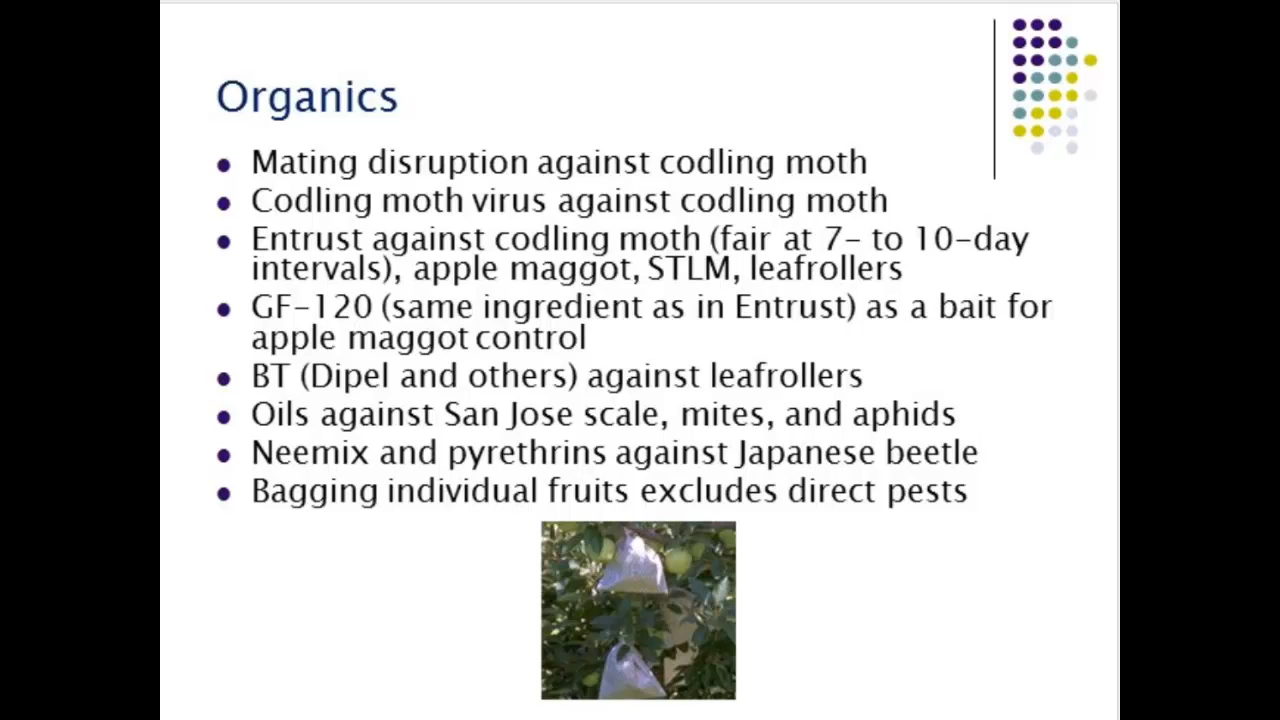 Organics
• Mating disruption against codling moth
• Codling moth virus against codling moth
• Entrust against codling moth (fair at 7- to 10-day
intervals), apple maggot, STLM, leafrollers
• GF-120 (same ingredient as in Entrust) as a bait for
apple maggot control
• BT (Dipel and others) against leafrollers
• Oils against San Jose scale, mites, and aphids
• Neemix and pyrethrins against Japanese beetle
• Bagging individual fruits excludes direct pests